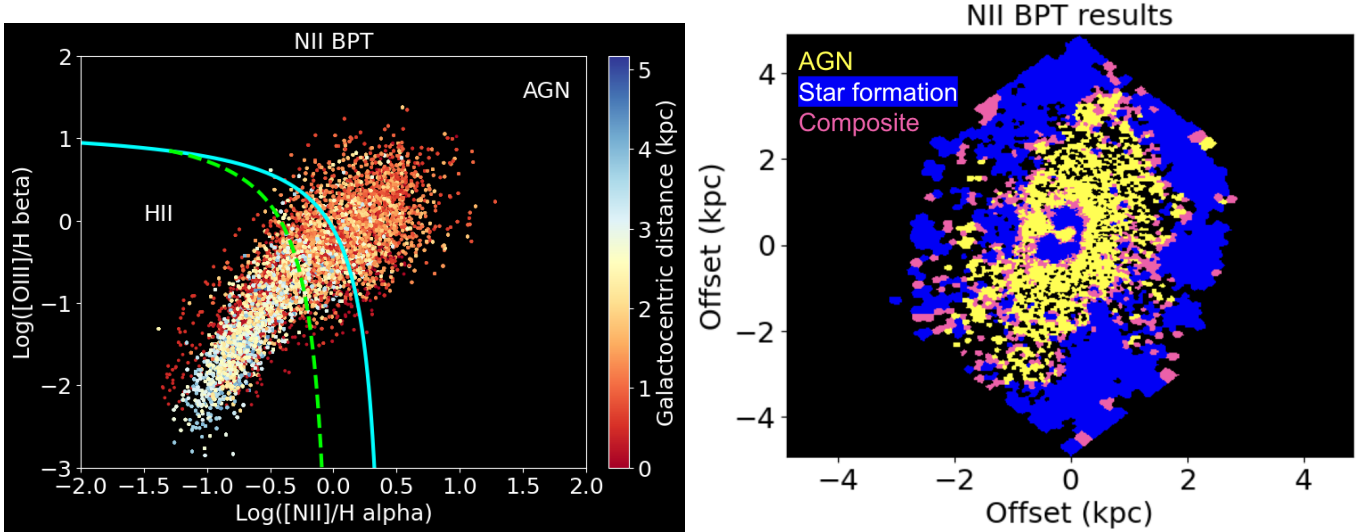 NII BPT
2
1
0
−1
−2
−3
Log([OIII]/H beta)
AGN
HII
−2.0 −1.5 −1.0 −0.5 0.0 0.5 1.0 1.5 2.0
Log([NII]/H alpha)
5
4
3
2
1
0
Galactocentric distance (kpc)
NII BPT results
AGN
Star formation
Composite
4
2
0
−2
−4
Offset (kpc)
−4 −2 0 2 4
Offset (kpc)